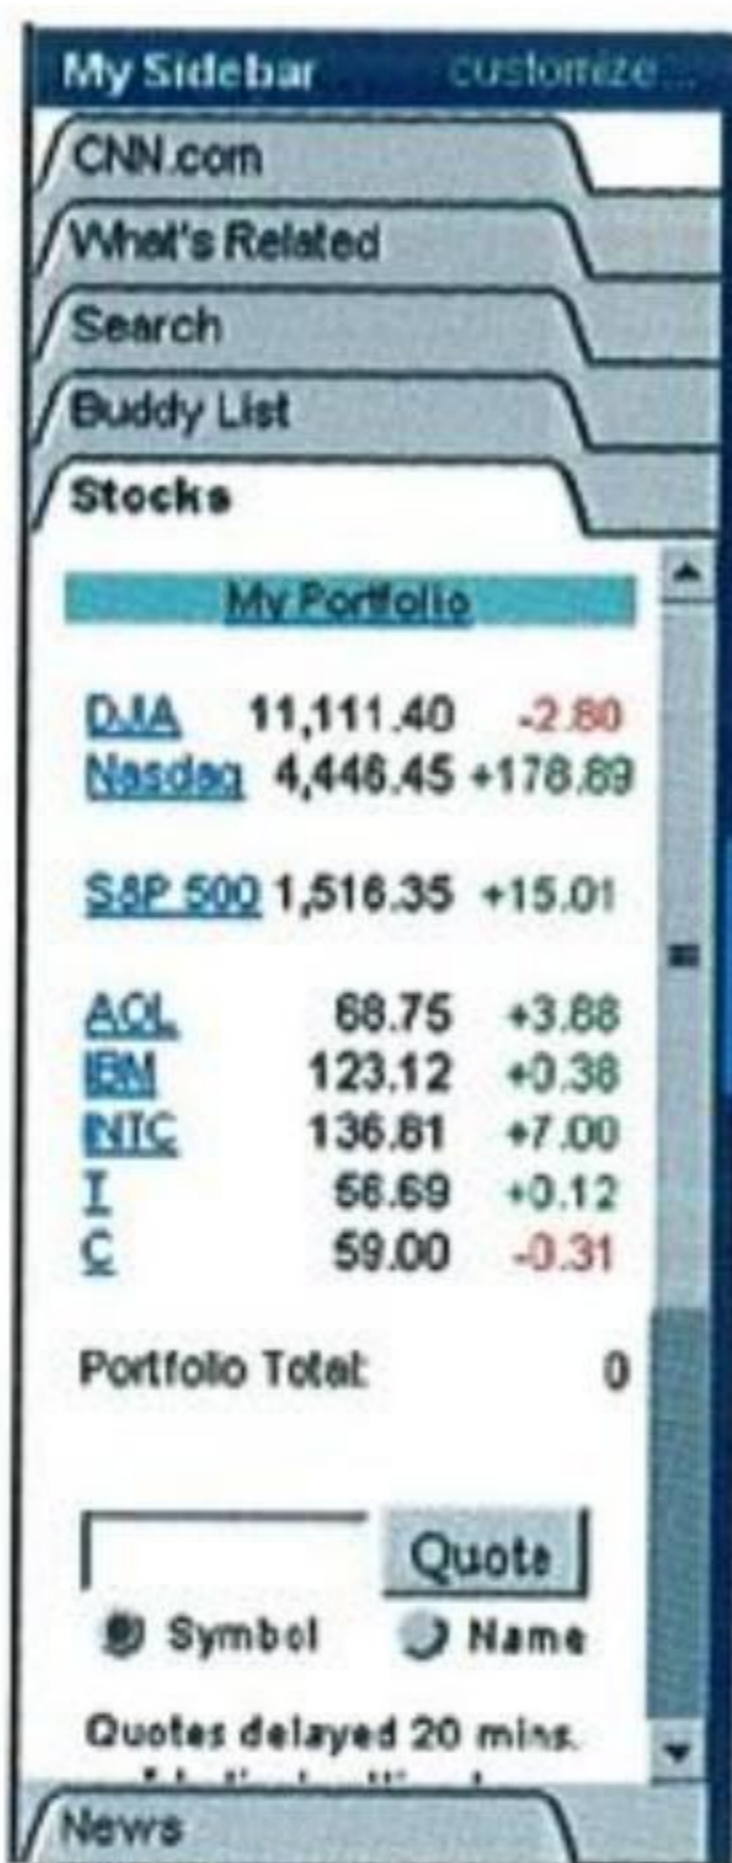 My Sidebar customize...
CNN.com
What's Related
Search
Buddy List
Stocks
My Portfolio
DJIA 11,111.40 -2.80
Nasdaq 4,446.45 +178.89
S&P 500 1,516.35 +15.01
AOL 68.75 +3.88
IBM 123.12 +0.38
INTC 136.81 +7.00
T 56.69 +0.12
C 59.00 -0.31
Portfolio Total: 0
Quote
Symbol Name
Quotes delayed 20 mins.
News